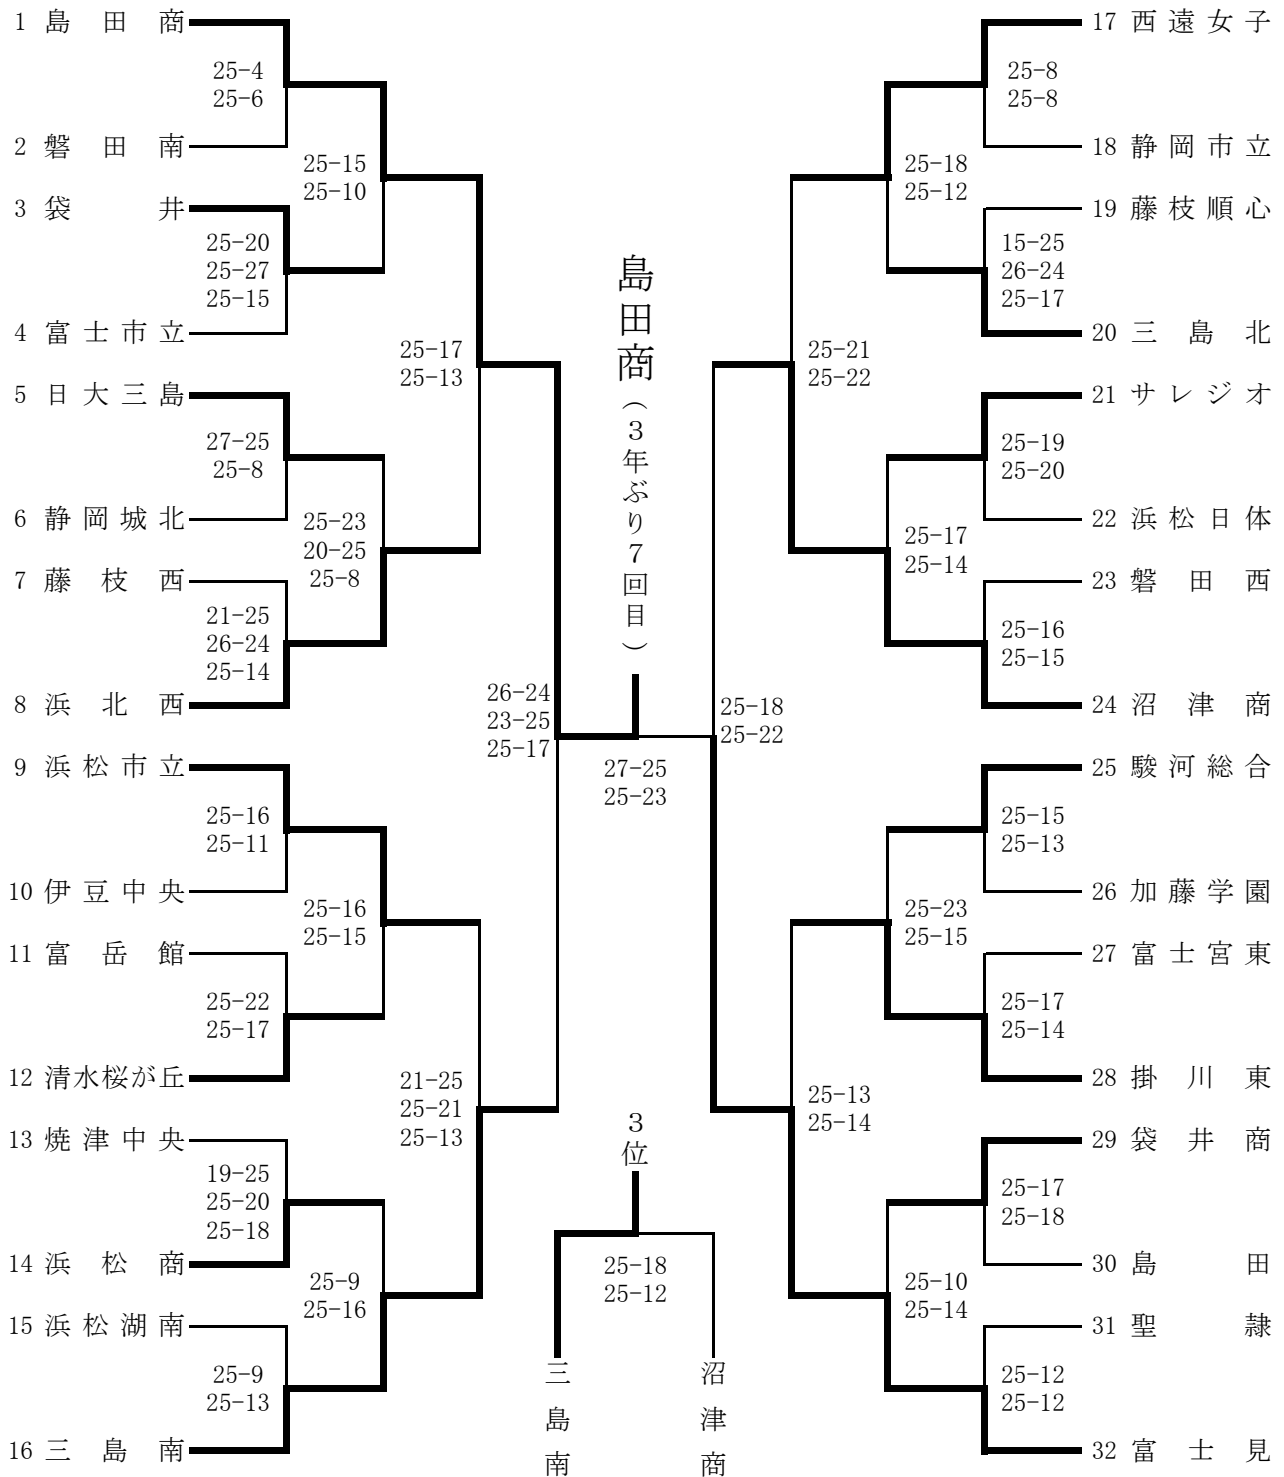 1 島田商
25-4
25-6
2 磐田南
25-15
25-10
3 袋井
25-20
25-27
25-15
4 富士市立
25-17
25-13
5 日大三島
27-25
25-8
6 静岡城北
25-23
20-25
25-8
7 藤枝西
21-25
26-24
25-14
8 浜北西
26-24
23-25
25-17
9 浜松市立
25-16
25-11
10 伊豆中央
25-16
25-15
11 富岳館
25-22
25-17
12 清水桜が丘
21-25
25-21
25-13
13 焼津中央
19-25
25-20
25-18
14 浜松商
25-9
25-16
15 浜松湖南
25-9
25-13
16 三島南
島田商(3年ぶり7回目)
27-25
25-23
3位
25-18
25-12
三島南
沼津商
17 西遠女子
25-8
25-8
18 静岡市立
25-18
25-12
19 藤枝順心
15-25
26-24
25-17
20 三島北
25-21
25-22
21 サレジオ
25-19
25-20
22 浜松日体
25-17
25-14
23 磐田西
25-16
25-15
24 沼津商
25-18
25-22
25 駿河総合
25-15
25-13
26 加藤学園
25-23
25-15
27 富士宮東
25-17
25-14
28 掛川東
25-13
25-14
29 袋井商
25-17
25-18
30 島田
25-10
25-14
31 聖隷
25-12
25-12
32 富士見